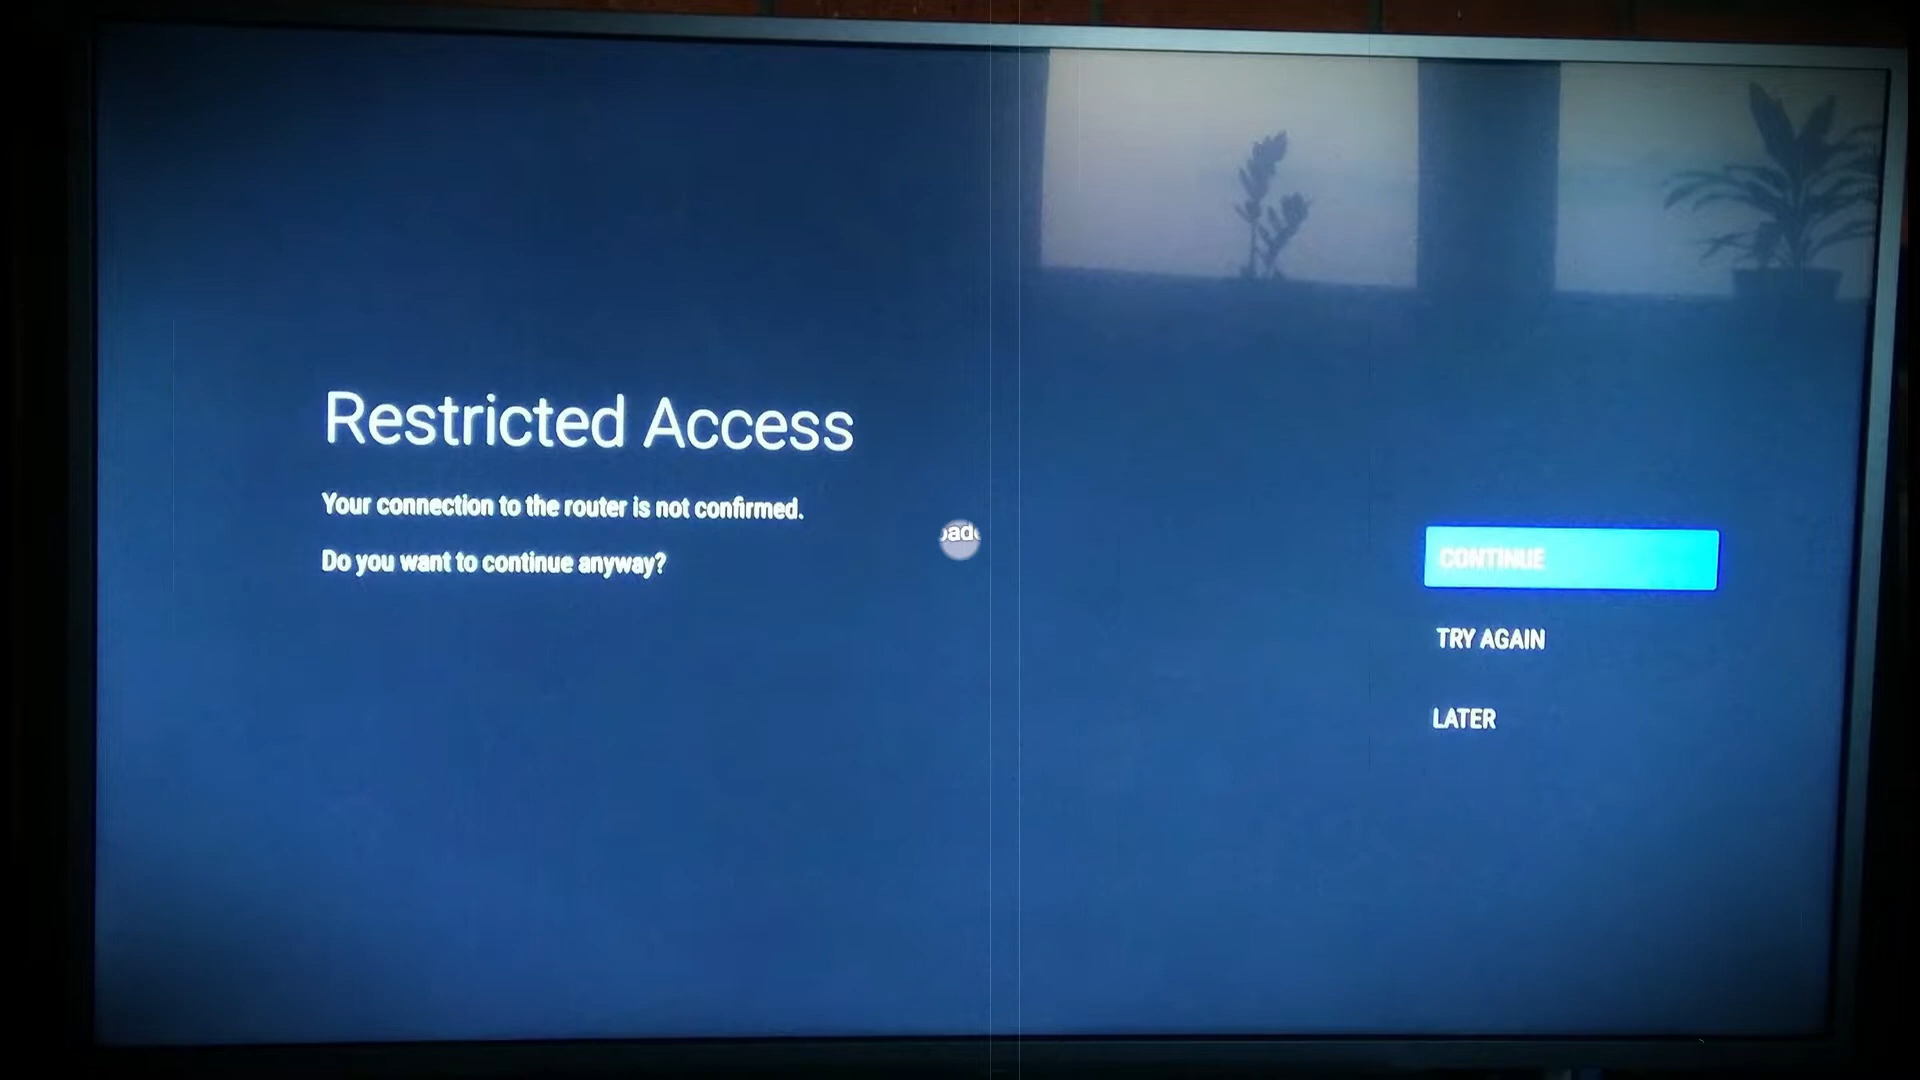 Restricted Access
Your connection to the router is not confirmed.
Do you want to continue anyway?
CONTINUE
TRY AGAIN
LATER